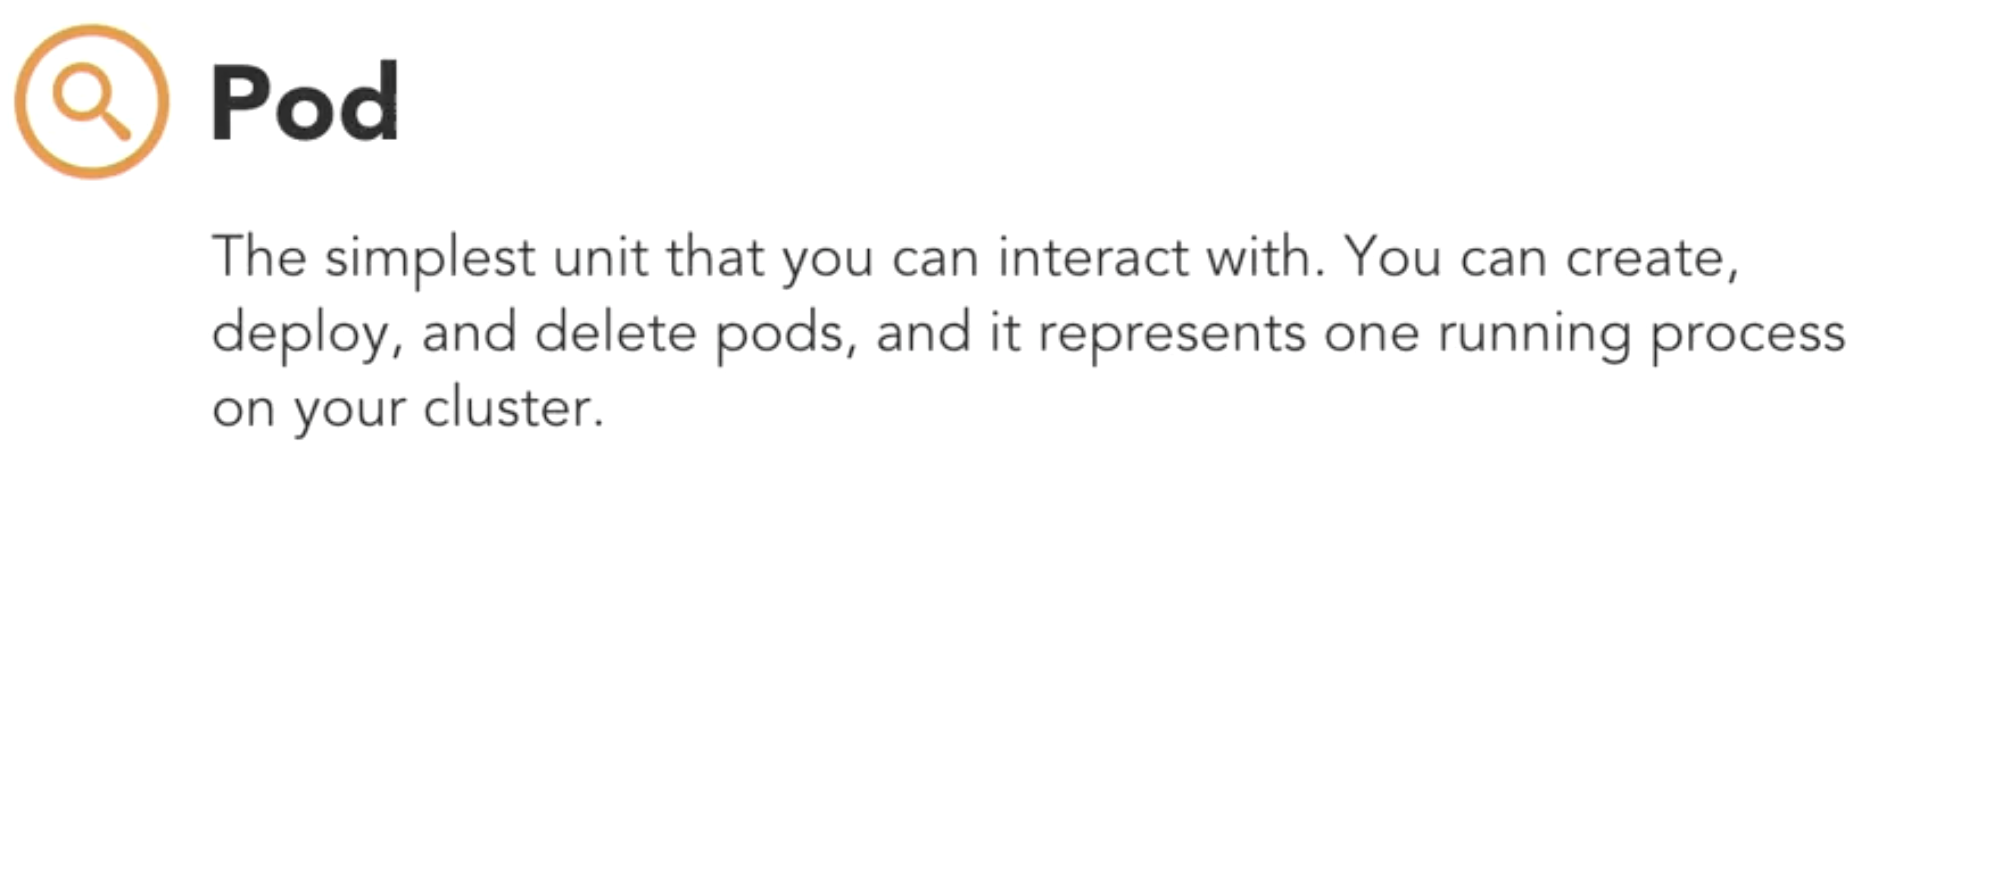 Pod
The simplest unit that you can interact with. You can create,
deploy, and delete pods, and it represents one running process
on your cluster.